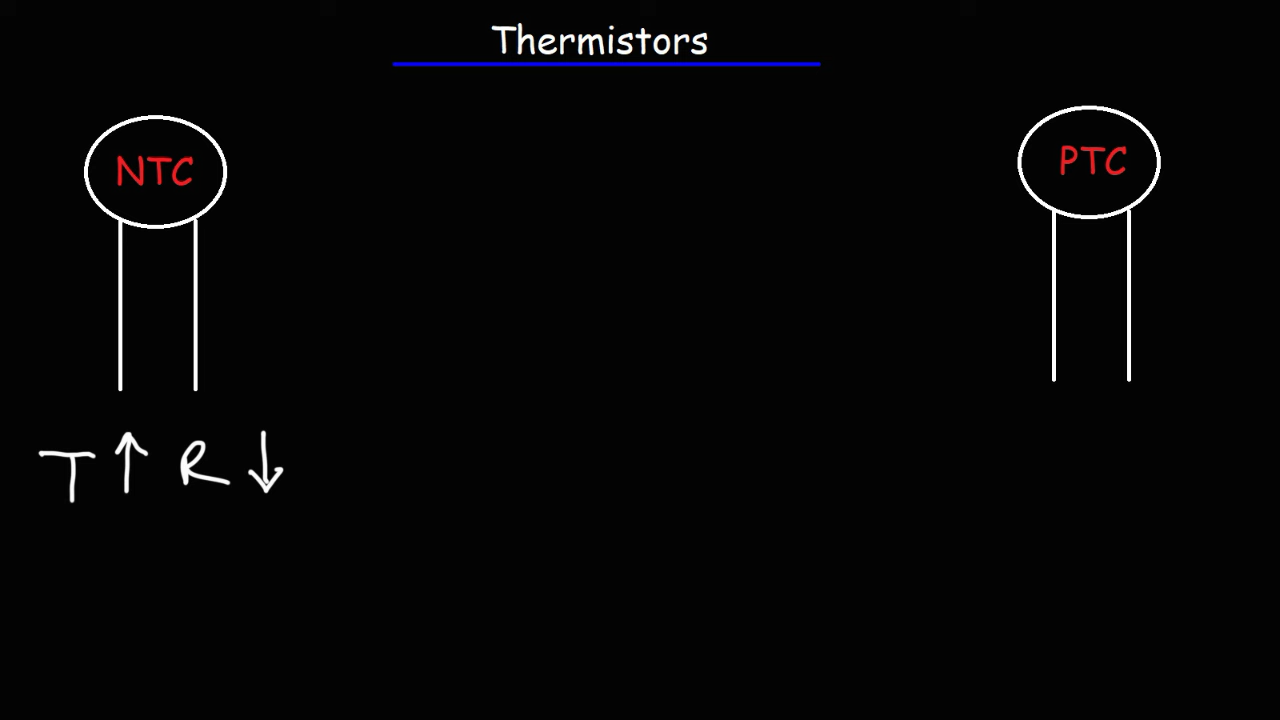 Thermistors
NTC
PTC
T ↑ R ↓